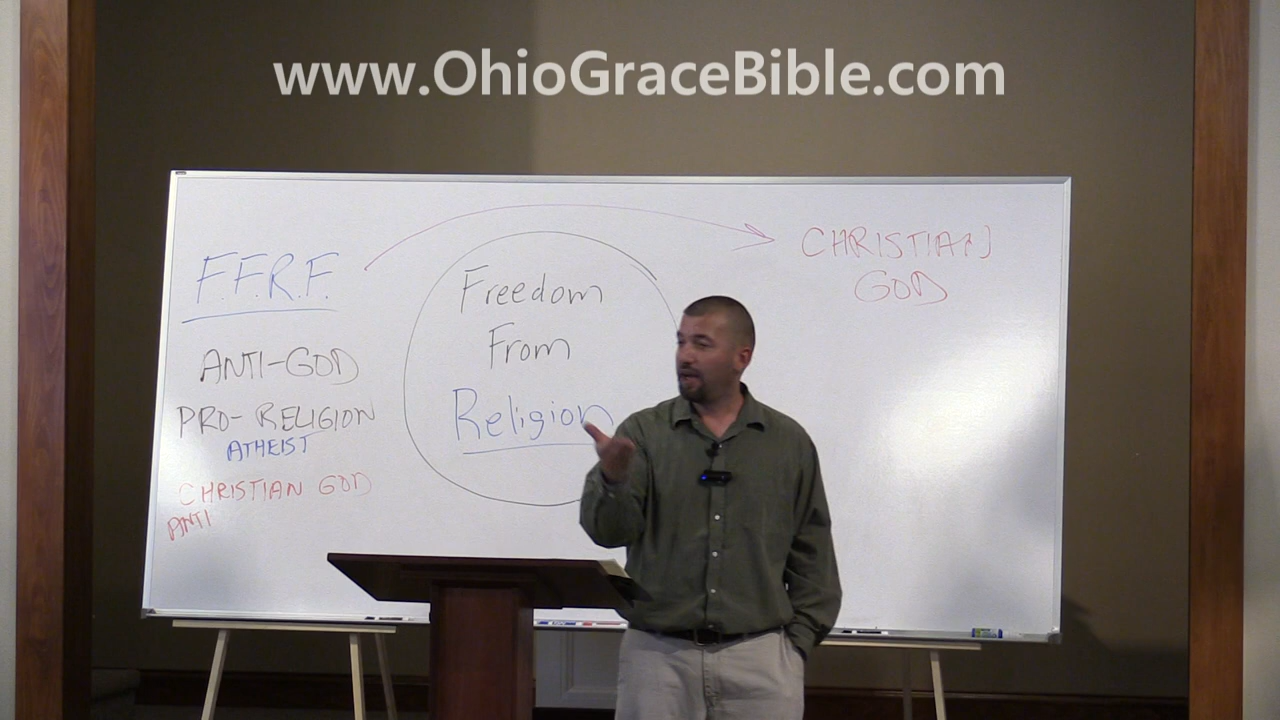 www.OhioGraceBible.com
F.F.R.F.
ANTI-GOD
PRO-RELIGION
ATHEIST
CHRISTIAN GOD
ANTI
Freedom
From
Religion
CHRISTIAN
GOD